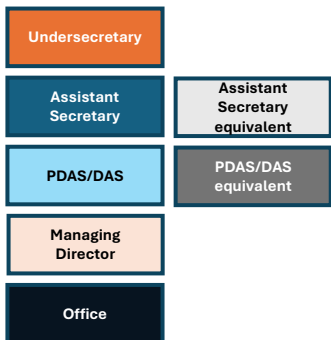 Undersecretary
Assistant
Secretary
Assistant
Secretary
equivalent
PDAS/DAS
PDAS/DAS
equivalent
Managing
Director
Office